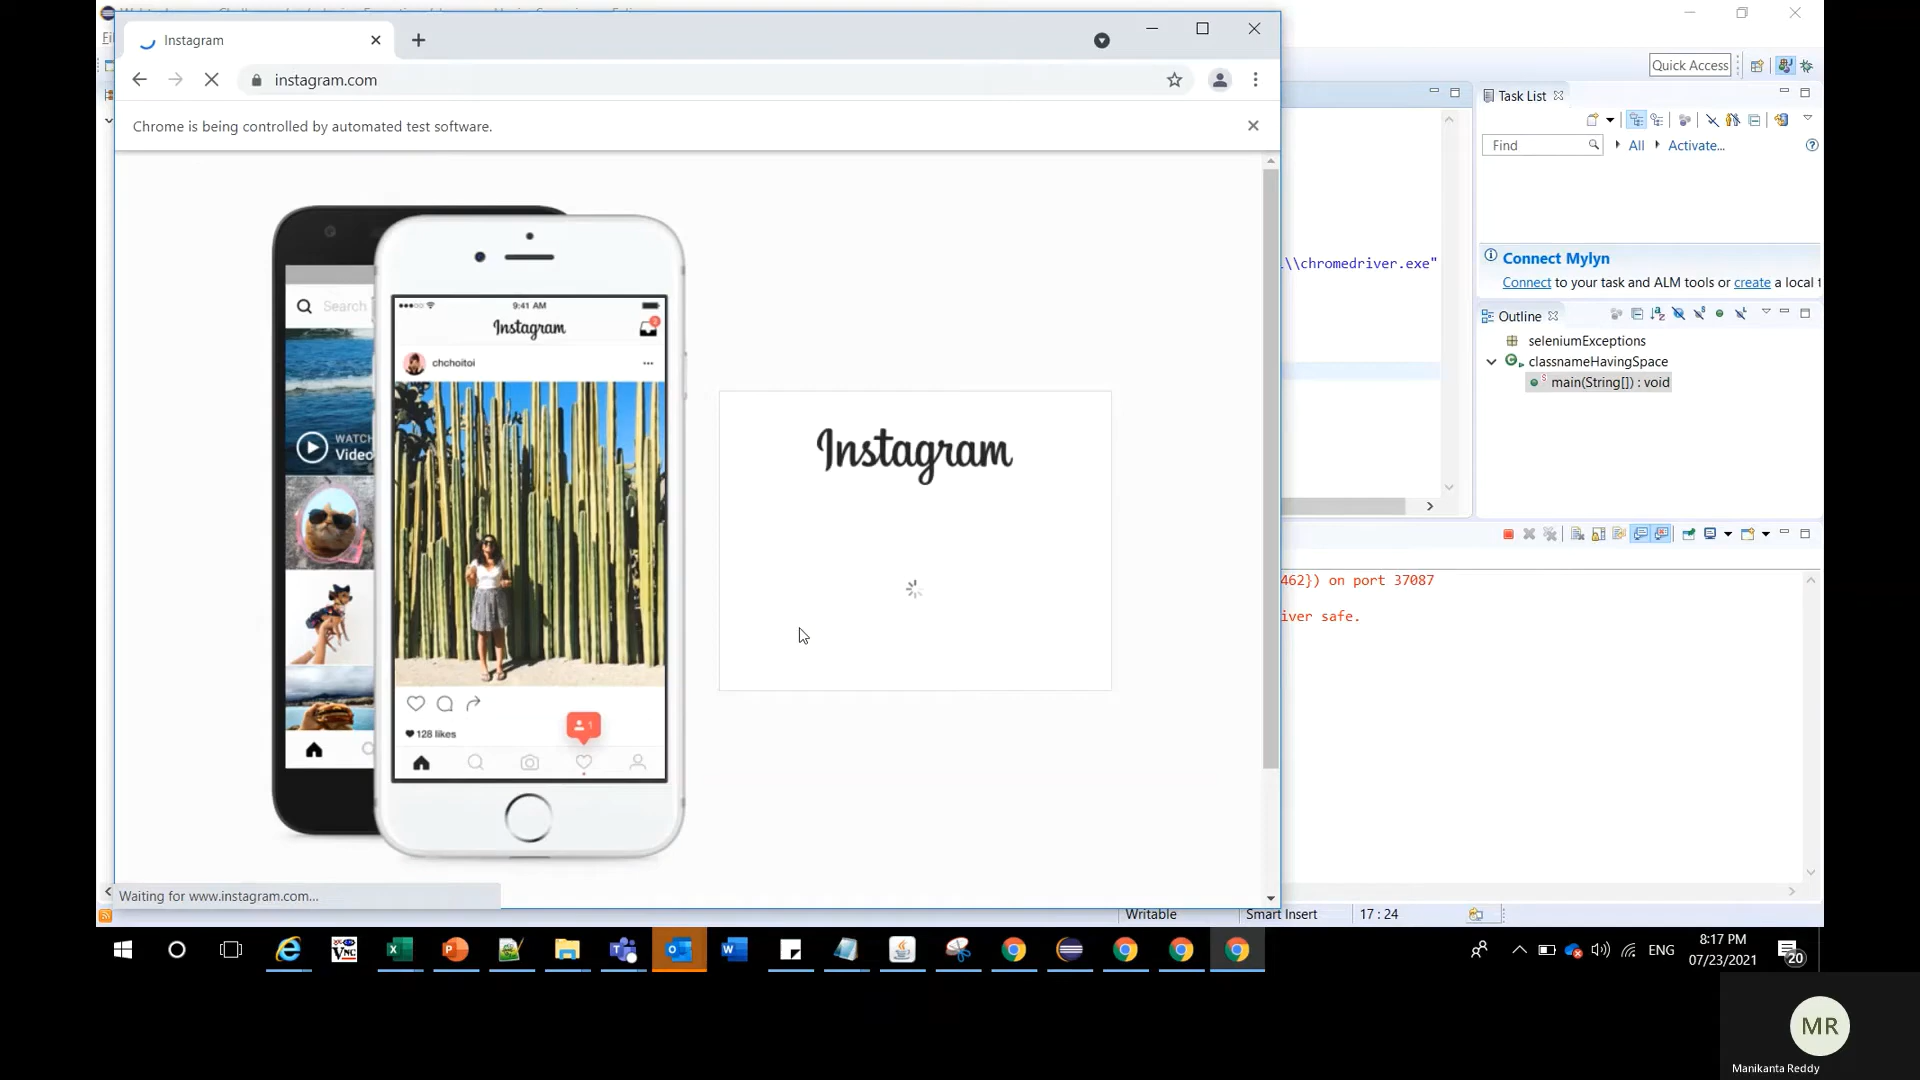 Instagram
instagram.com
Chrome is being controlled by automated test software.
Quick Access
Task List
Find
All
Activate...
\\chromedriver.exe"
Connect Mylyn
Connect to your task and ALM tools or create a local t
Outline
seleniumExceptions
classnameHavingSpace
main(String[]) : void
Search
9:41 AM
Instagram
chchoitoi
WATCH
Video
Instagram
1
128 likes
462}) on port 37087
iver safe.
Waiting for www.instagram.com...
Writable
Smart Insert
17 : 24
ENG
8:17 PM
07/23/2021
20
MR
Manikanta Reddy